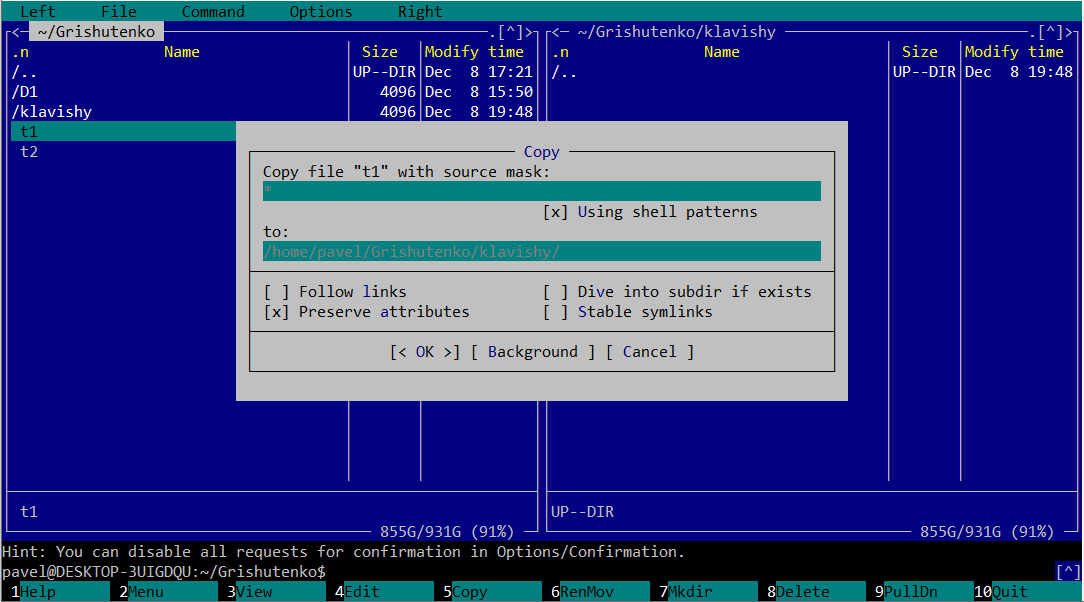 Left File Command Options Right
<─ ~/Grishutenko .[^]> <─ ~/Grishutenko/klavishy .[^]>
.n Name Size Modify time .n Name Size Modify time
/.. UP--DIR Dec 8 17:21 /.. UP--DIR Dec 8 19:48
/D1 4096 Dec 8 15:50
/klavishy 4096 Dec 8 19:48
t1
t2
Copy
Copy file "t1" with source mask:
*
[x] Using shell patterns
to:
/home/pavel/Grishutenko/klavishy/
[ ] Follow links [ ] Dive into subdir if exists
[x] Preserve attributes [ ] Stable symlinks
[< OK >] [ Background ] [ Cancel ]
t1 UP--DIR
855G/931G (91%) 855G/931G (91%)
Hint: You can disable all requests for confirmation in Options/Confirmation.
pavel@DESKTOP-3UIGDQU:~/Grishutenko$ [^]
1Help 2Menu 3View 4Edit 5Copy 6RenMov 7Mkdir 8Delete 9PullDn 10Quit